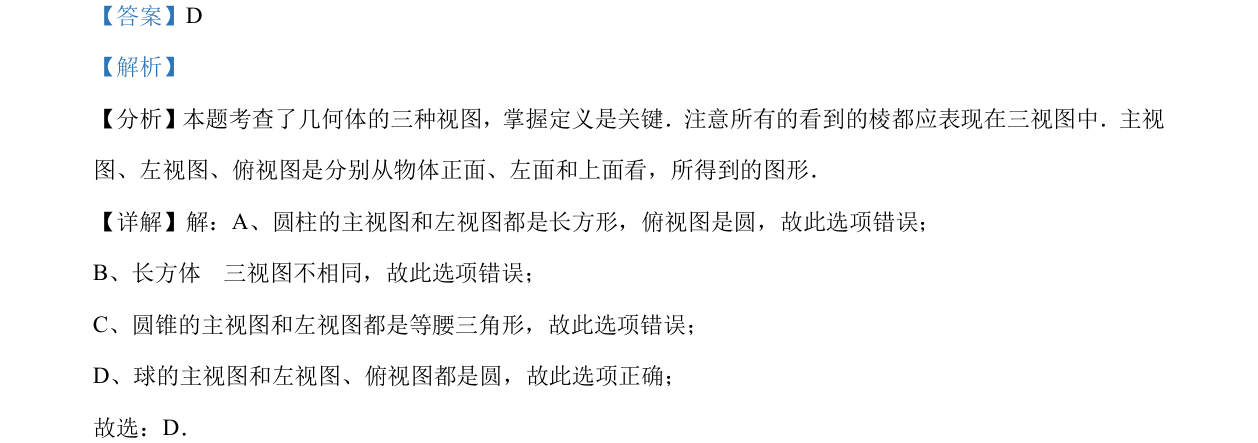 【答案】D
【解析】
【分析】本题考查了几何体的三种视图，掌握定义是关键．注意所有的看到的棱都应表现在三视图中．主视
图、左视图、俯视图是分别从物体正面、左面和上面看，所得到的图形．
【详解】解：A、圆柱的主视图和左视图都是长方形，俯视图是圆，故此选项错误；
B、长方体　三视图不相同，故此选项错误；
C、圆锥的主视图和左视图都是等腰三角形，故此选项错误；
D、球的主视图和左视图、俯视图都是圆，故此选项正确；
故选：D．